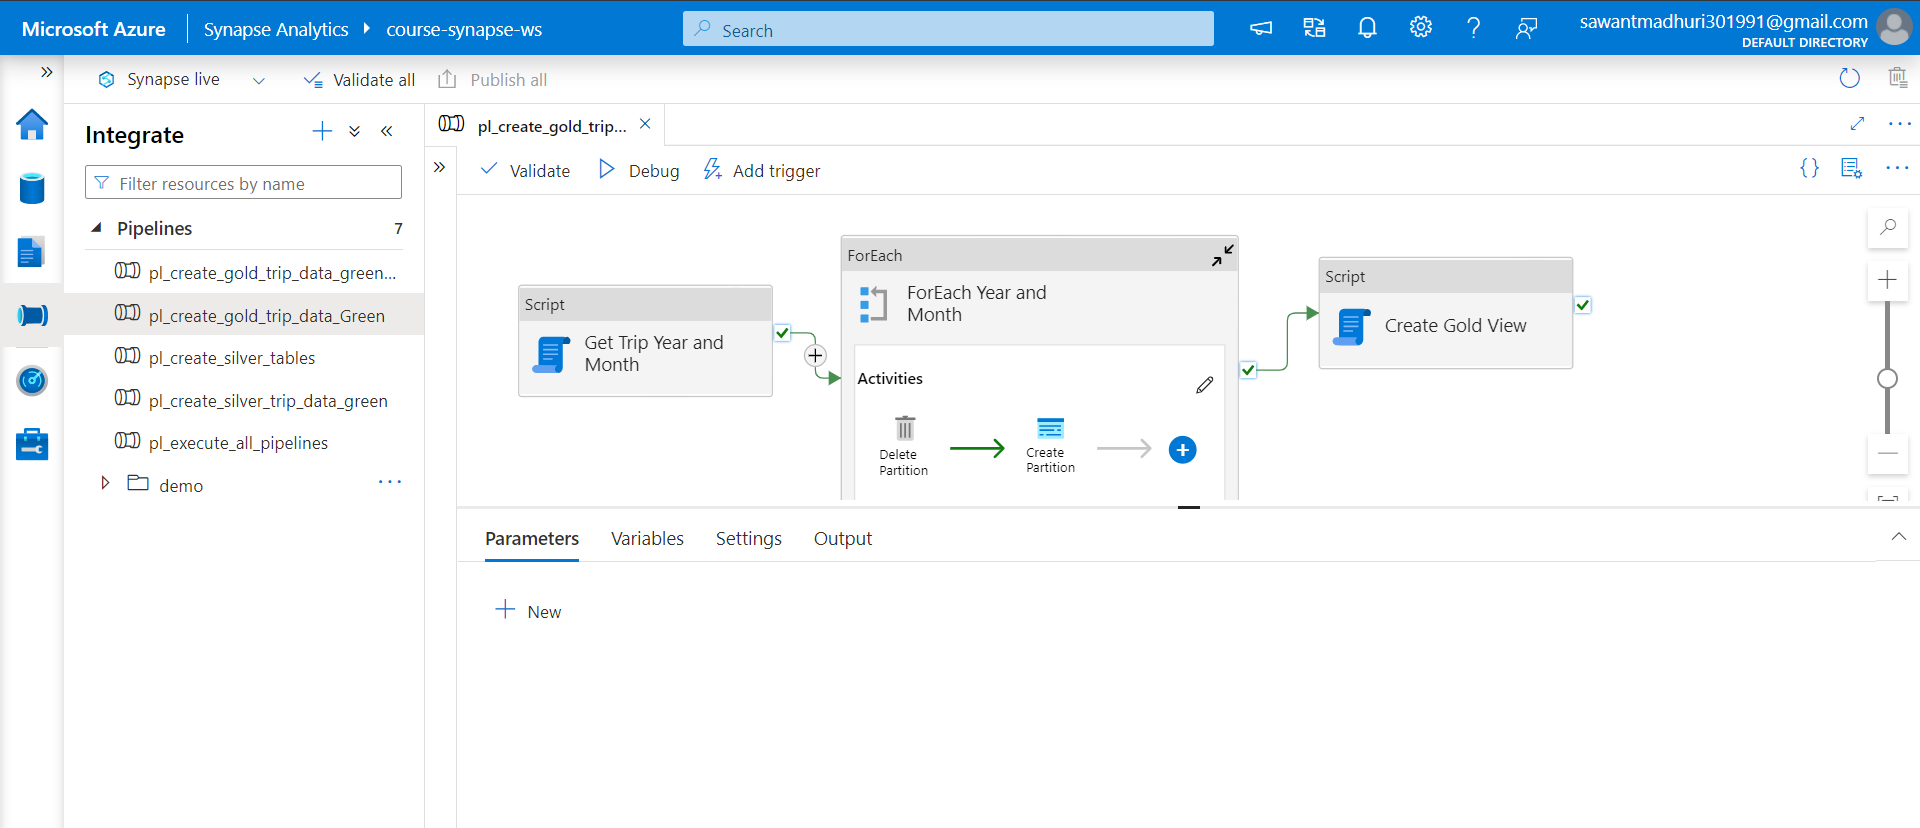 Microsoft Azure
Synapse Analytics
course-synapse-ws
Search
sawantmadhuri301991@gmail.com
DEFAULT DIRECTORY
Synapse live
Validate all
Publish all
Integrate
Filter resources by name
Pipelines
7
pl_create_gold_trip_data_green...
pl_create_gold_trip_data_Green
pl_create_silver_tables
pl_create_silver_trip_data_green
pl_execute_all_pipelines
demo
pl_create_gold_trip...
Validate
Debug
Add trigger
Script
Get Trip Year and
Month
ForEach
ForEach Year and
Month
Activities
Delete
Partition
Create
Partition
Script
Create Gold View
Parameters
Variables
Settings
Output
New